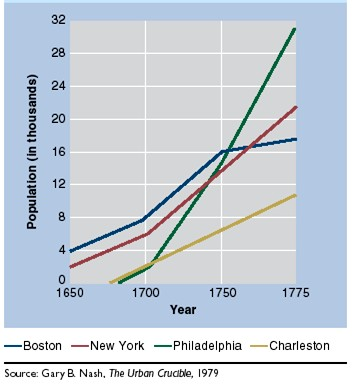 32
28
24
20
16
12
8
4
0
Population (in thousands)
1650 1700 1750 1775
Year
Boston New York Philadelphia Charleston
Source: Gary B. Nash, The Urban Crucible, 1979